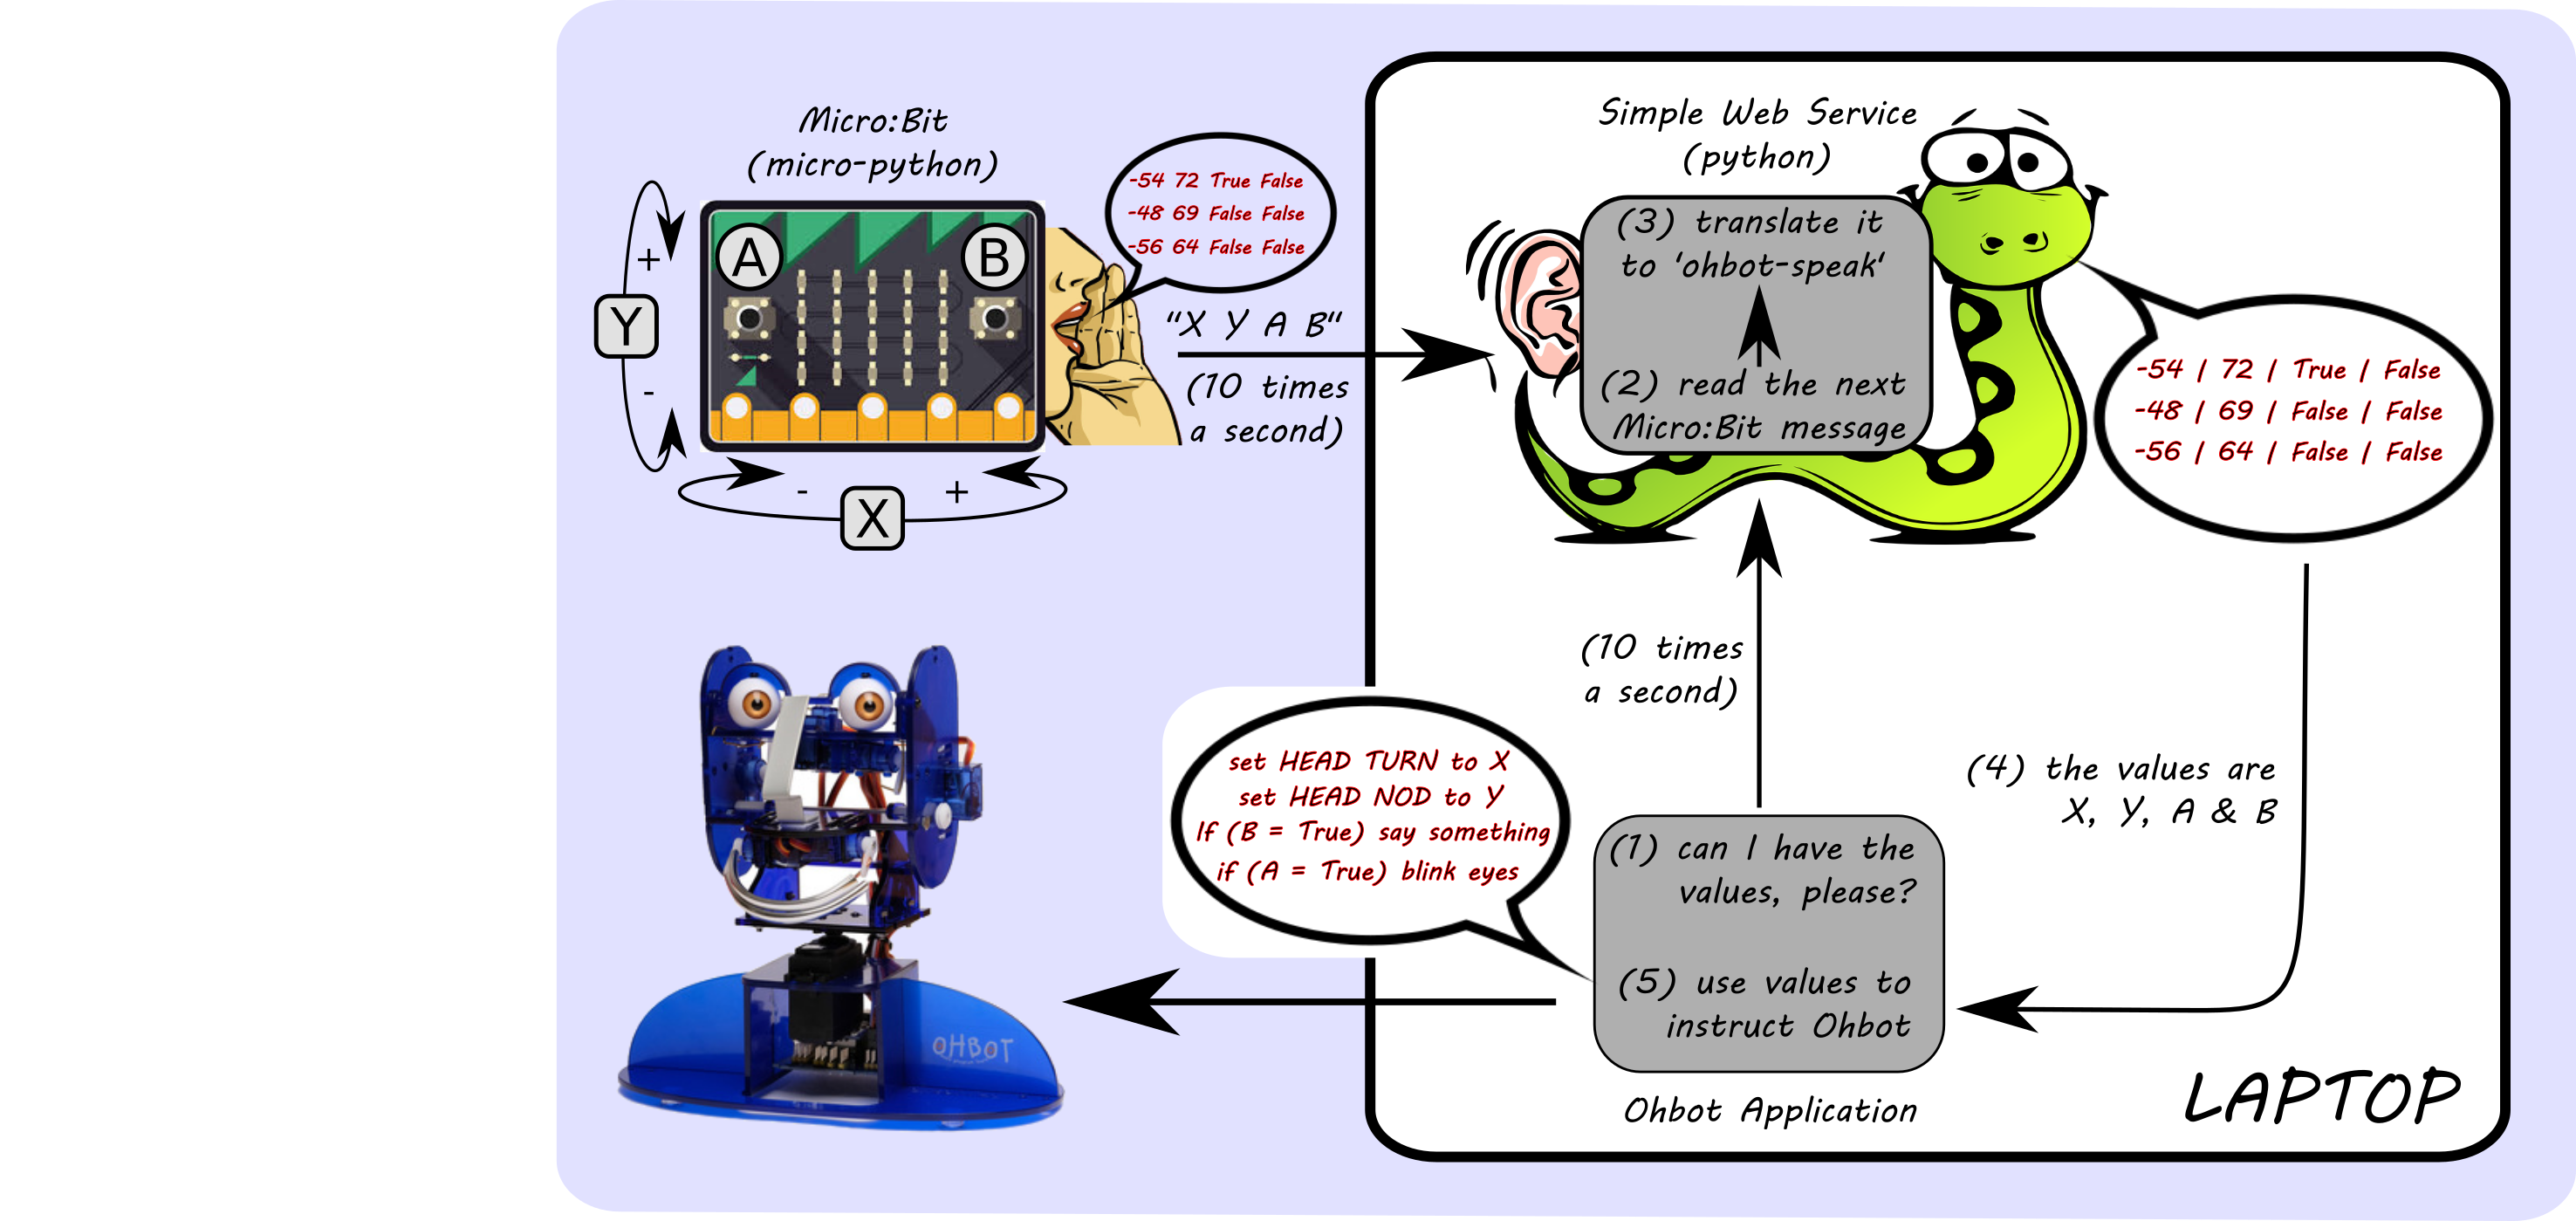 Micro:Bit
(micro-python)
-54 72 True False
-48 69 False False
-56 64 False False
A
B
Y
+
-
-
+
X
"X Y A B"
(10 times
a second)
Simple Web Service
(python)
(3) translate it
to 'ohbot-speak'
(2) read the next
Micro:Bit message
-54 | 72 | True | False
-48 | 69 | False | False
-56 | 64 | False | False
(10 times
a second)
(4) the values are
X, Y, A & B
set HEAD TURN to X
set HEAD NOD to Y
If (B = True) say something
if (A = True) blink eyes
(1) can I have the
values, please?
(5) use values to
instruct Ohbot
Ohbot Application
OHBOT
LAPTOP